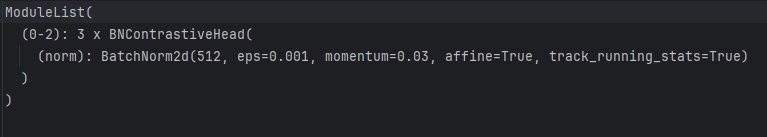 ModuleList(
  (0-2): 3 x BNContrastiveHead(
    (norm): BatchNorm2d(512, eps=0.001, momentum=0.03, affine=True, track_running_stats=True)
  )
)